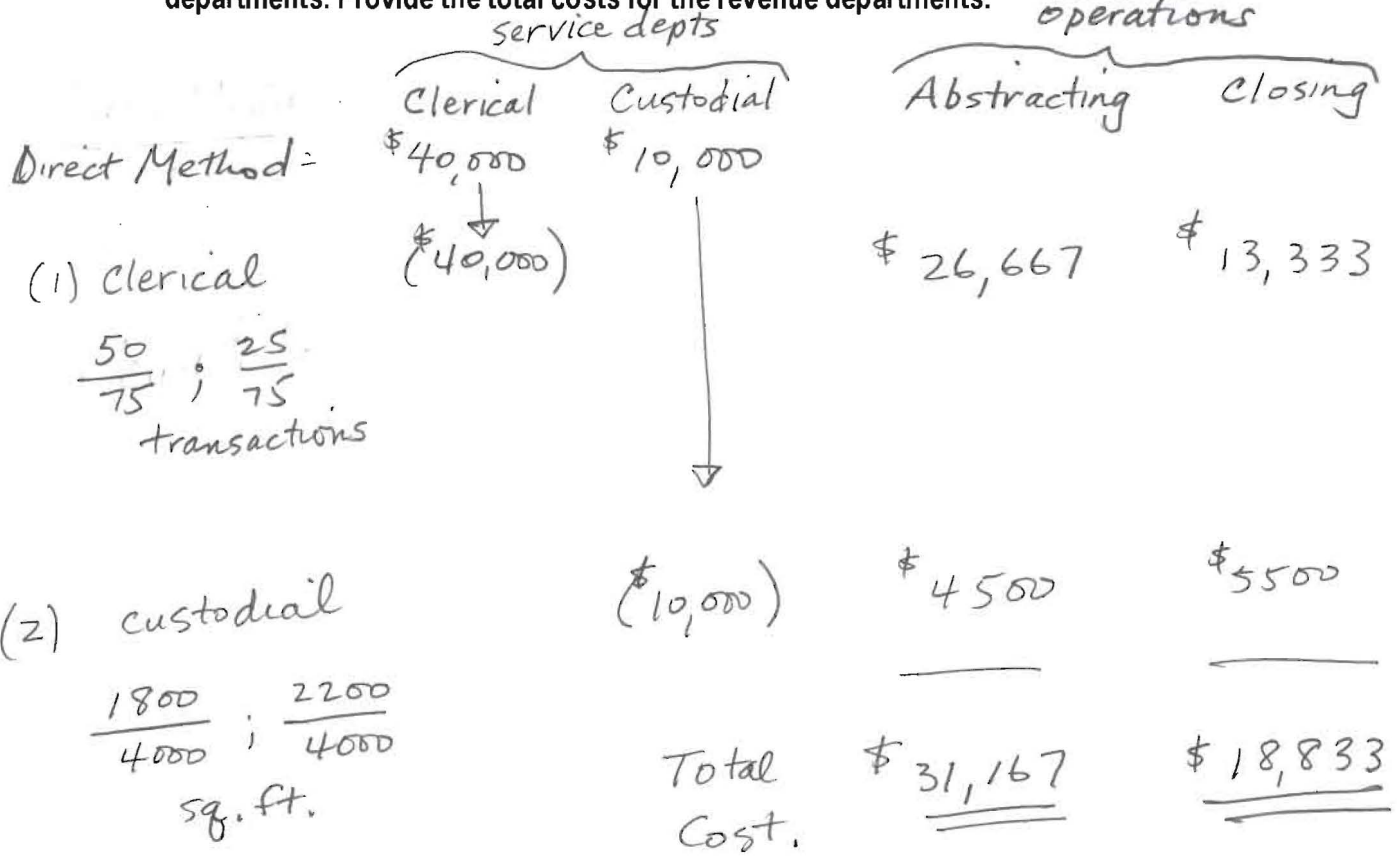 departments. Provide the total costs for the revenue departments.
service depts operations
Clerical Custodial Abstracting Closing
Direct Method = $40,000 $10,000
(1) Clerical ($40,000) $26,667 $13,333
50/75 ; 25/75
transactions
(2) custodial ($10,000) $4500 $5500
1800/4000 ; 2200/4000
sq. ft.
Total $31,167 $18,833
Cost.